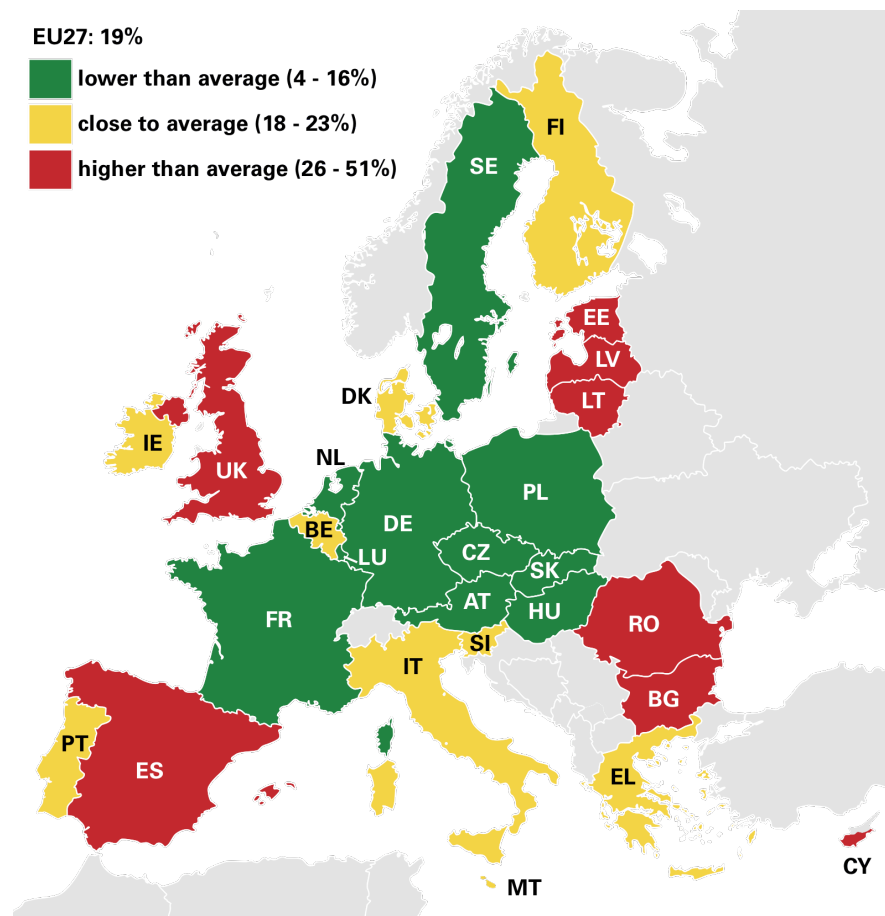 EU27: 19%
lower than average (4 - 16%)
close to average (18 - 23%)
higher than average (26 - 51%)
FI
SE
EE
LV
LT
DK
IE
NL
UK
PL
BE
DE
CZ
LU
SK
AT
HU
FR
RO
SI
IT
BG
PT
ES
EL
CY
MT